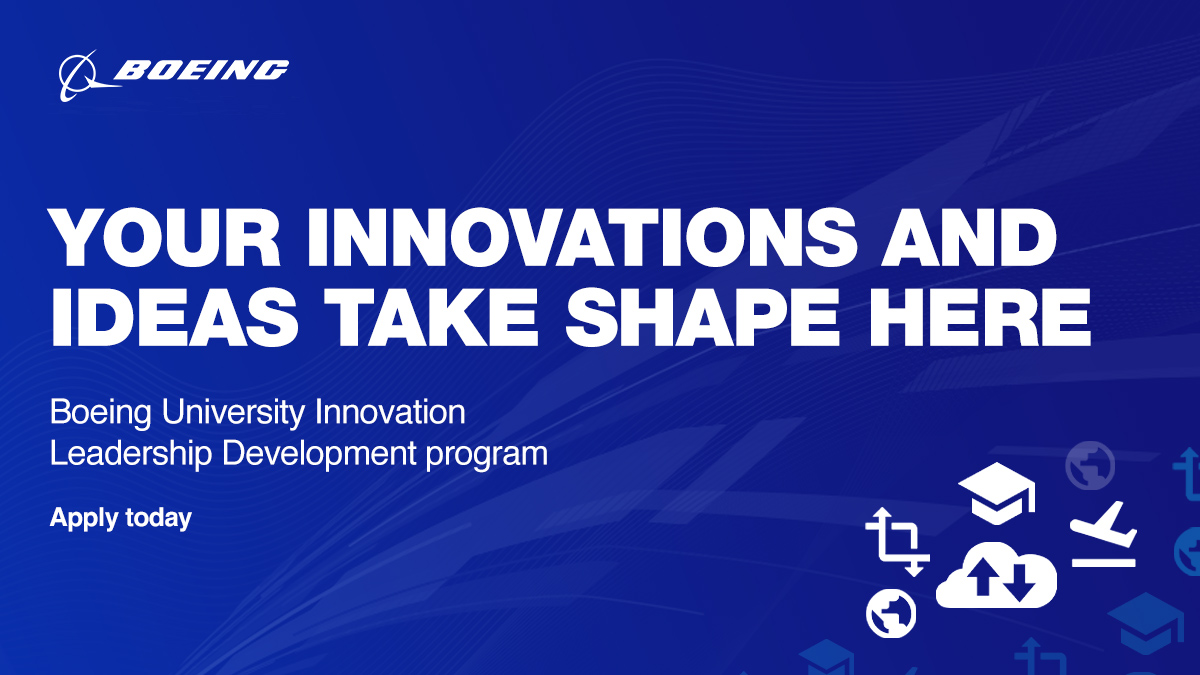 BOEING
YOUR INNOVATIONS AND
IDEAS TAKE SHAPE HERE
Boeing University Innovation
Leadership Development program
Apply today